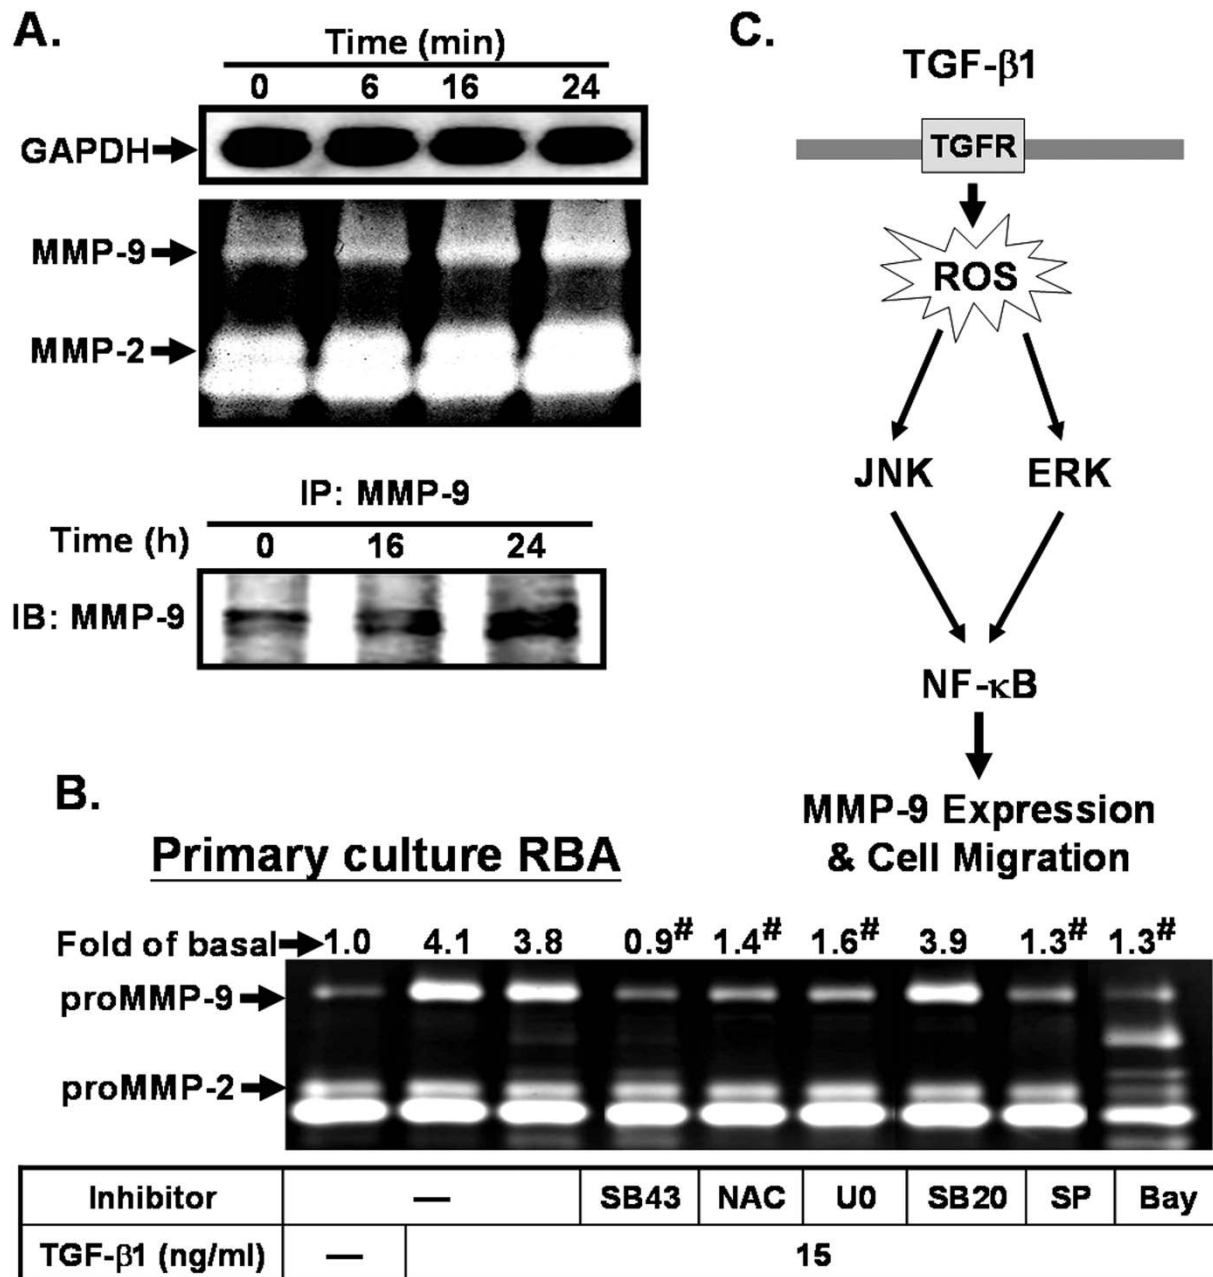 A.
Time (min)
0 6 16 24
GAPDH
MMP-9
MMP-2
IP: MMP-9
Time (h) 0 16 24
IB: MMP-9
C.
TGF-β1
TGFR
ROS
JNK ERK
NF-κB
MMP-9 Expression
& Cell Migration
B.
Primary culture RBA
Fold of basal 1.0 4.1 3.8 0.9# 1.4# 1.6# 3.9 1.3# 1.3#
proMMP-9
proMMP-2
Inhibitor — SB43 NAC U0 SB20 SP Bay
TGF-β1 (ng/ml) — 15